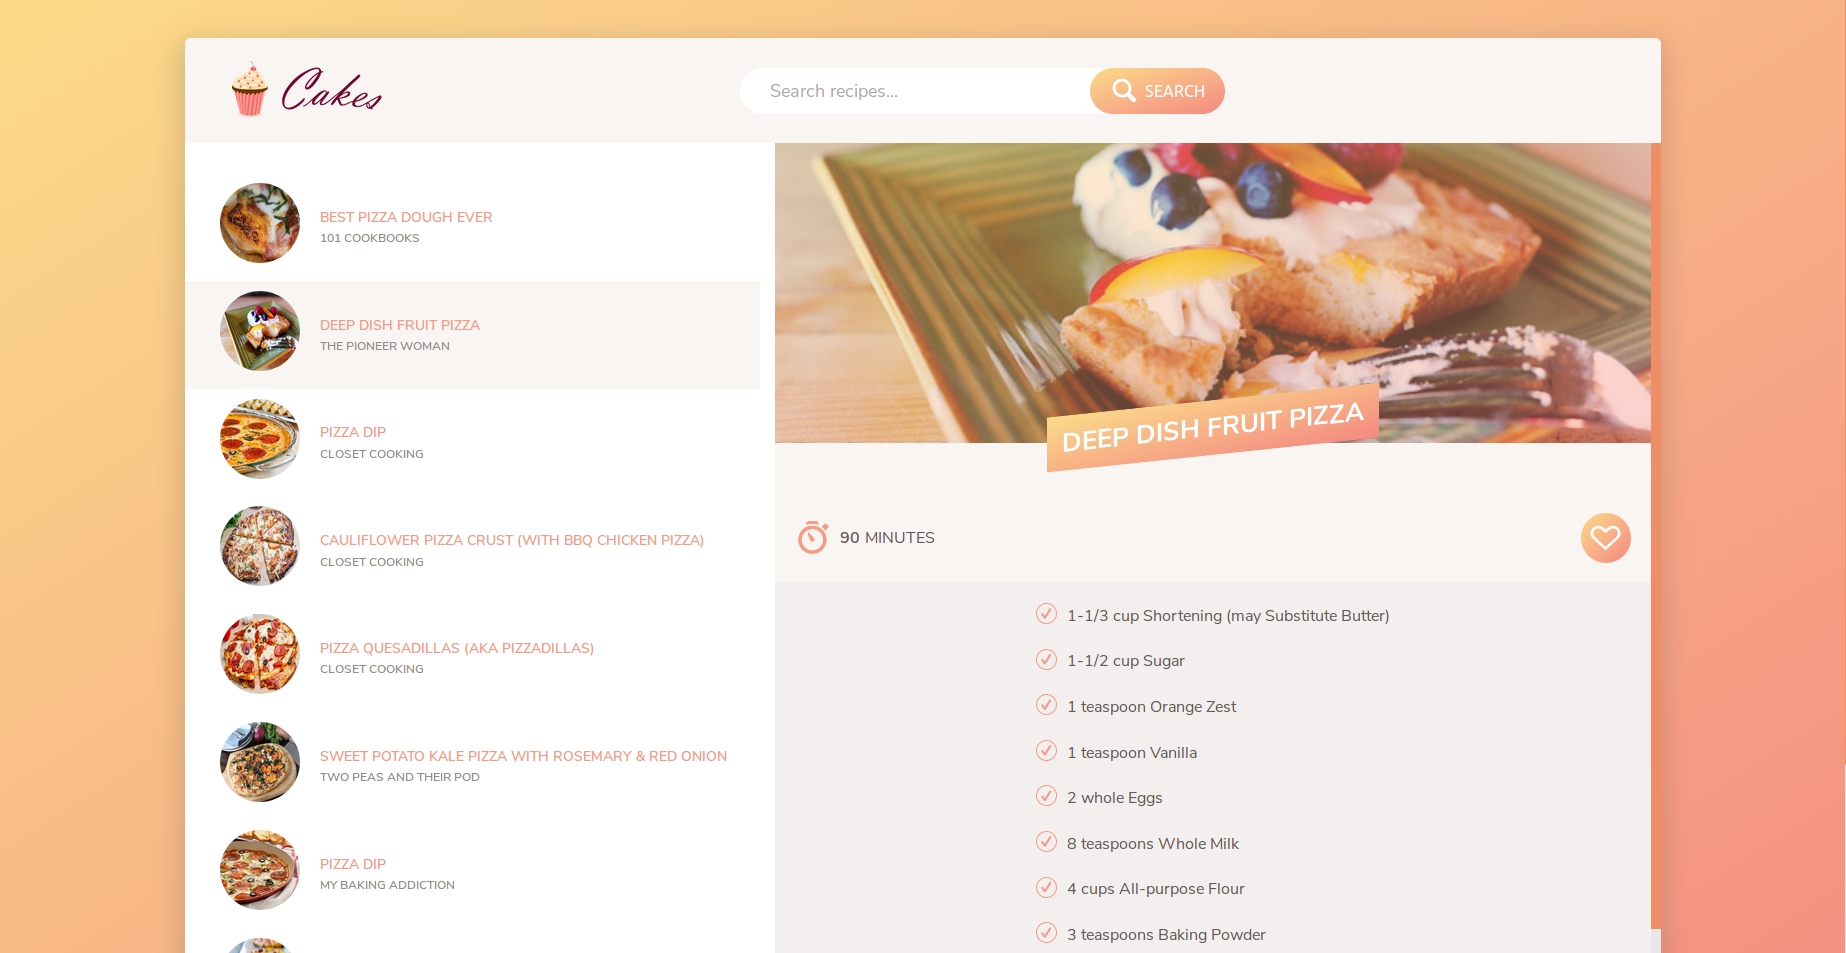 Cakes
Search recipes...
SEARCH
BEST PIZZA DOUGH EVER
101 COOKBOOKS
DEEP DISH FRUIT PIZZA
THE PIONEER WOMAN
PIZZA DIP
CLOSET COOKING
CAULIFLOWER PIZZA CRUST (WITH BBQ CHICKEN PIZZA)
CLOSET COOKING
PIZZA QUESADILLAS (AKA PIZZADILLAS)
CLOSET COOKING
SWEET POTATO KALE PIZZA WITH ROSEMARY & RED ONION
TWO PEAS AND THEIR POD
PIZZA DIP
MY BAKING ADDICTION
DEEP DISH FRUIT PIZZA
90 MINUTES
1-1/3 cup Shortening (may Substitute Butter)
1-1/2 cup Sugar
1 teaspoon Orange Zest
1 teaspoon Vanilla
2 whole Eggs
8 teaspoons Whole Milk
4 cups All-purpose Flour
3 teaspoons Baking Powder